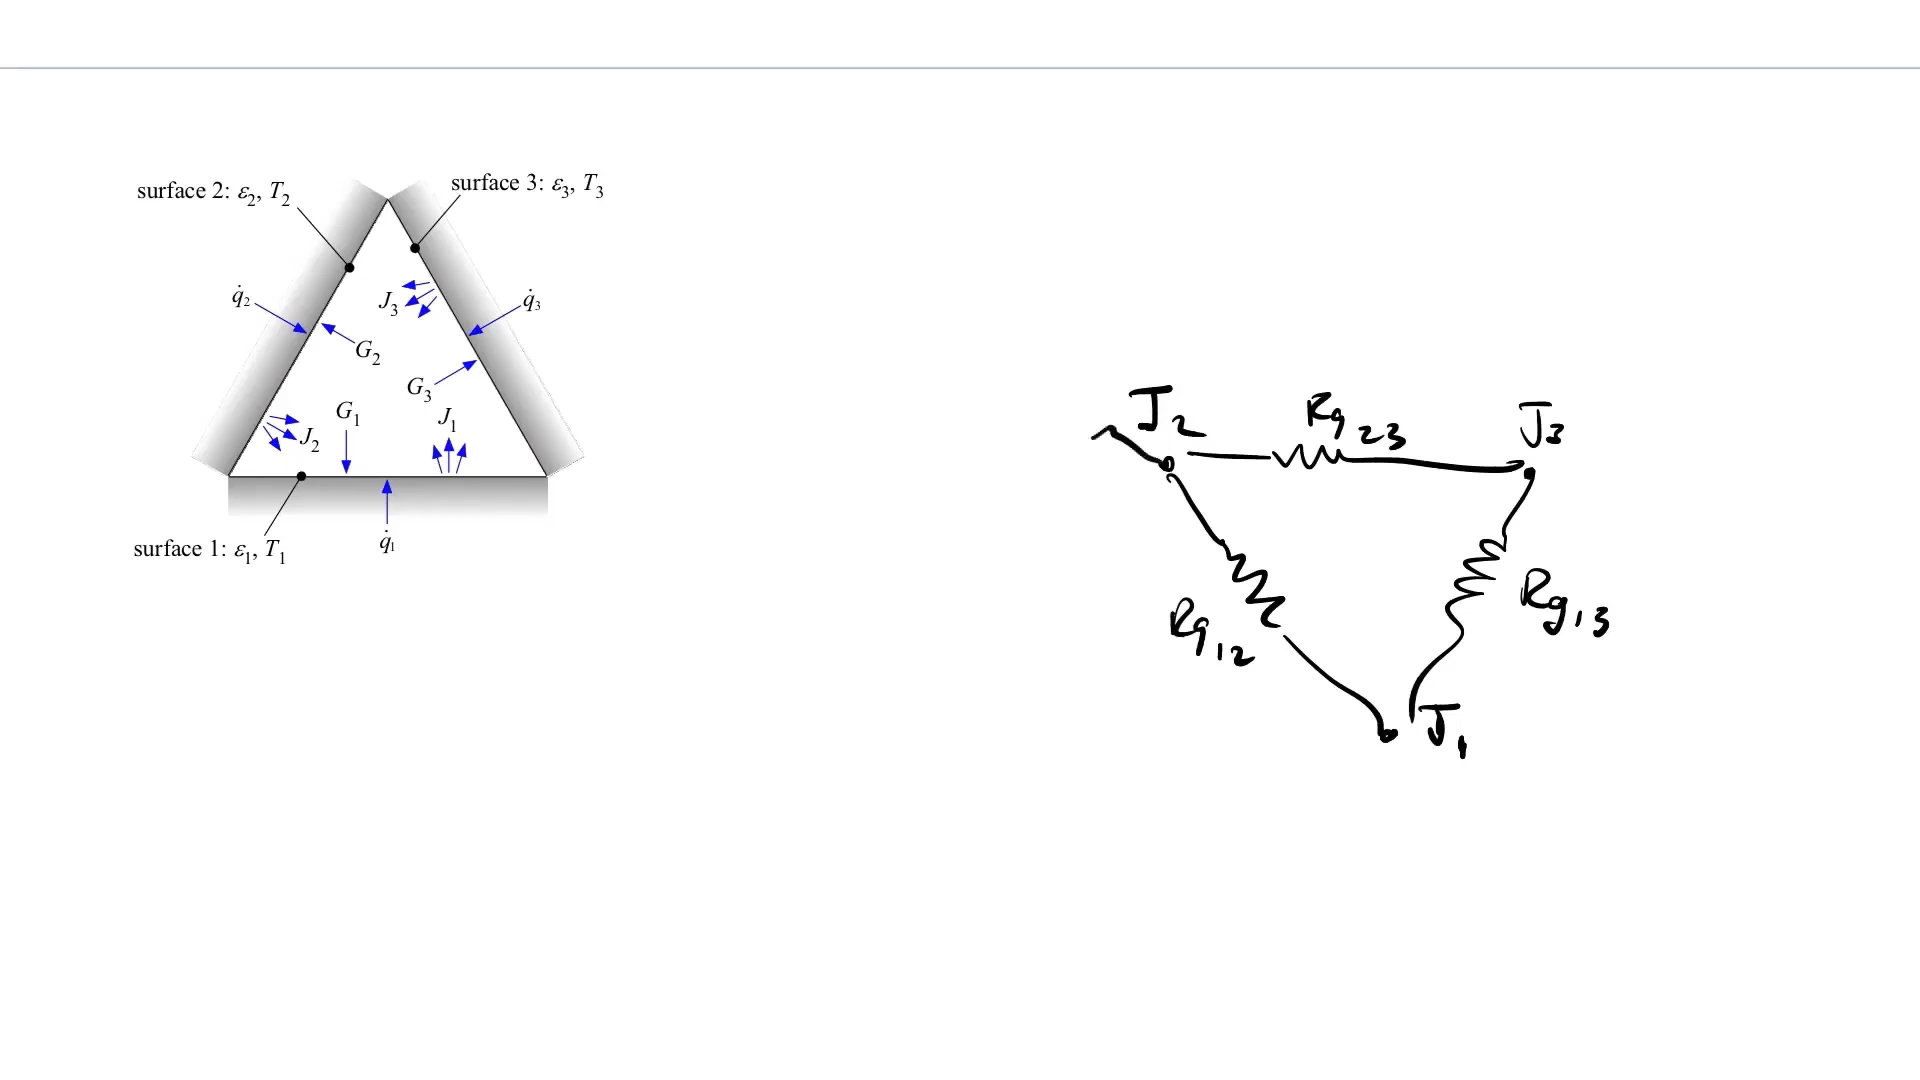 surface 2: ε2, T2
surface 3: ε3, T3
q̇2
J3
q̇3
G2
G3
G1
J1
J2
q̇1
surface 1: ε1, T1
J2
Rg23
J3
Rg12
Rg13
J1